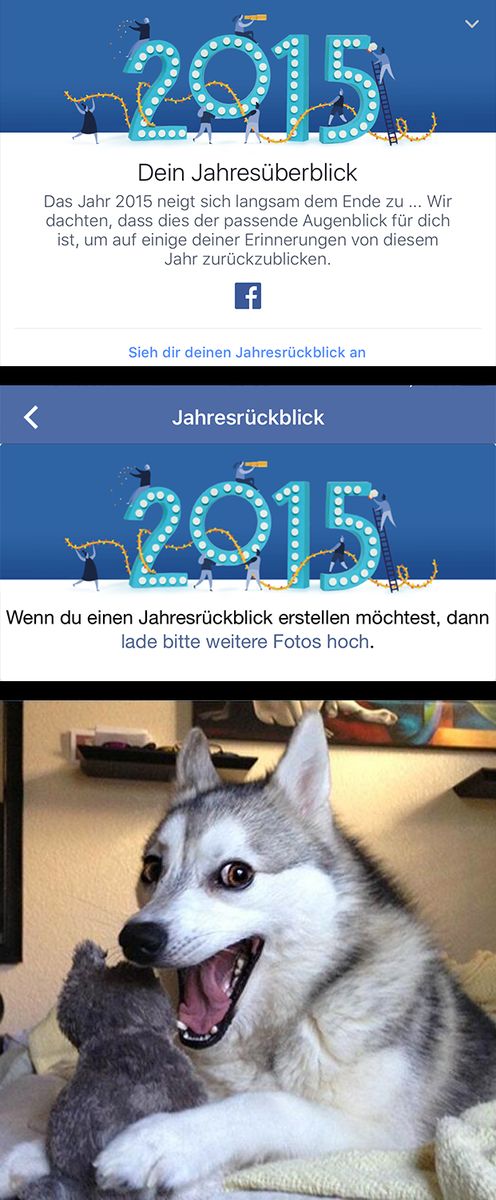 2015
Dein Jahresüberblick
Das Jahr 2015 neigt sich langsam dem Ende zu ... Wir
dachten, dass dies der passende Augenblick für dich
ist, um auf einige deiner Erinnerungen von diesem
Jahr zurückzublicken.
f
Sieh dir deinen Jahresrückblick an
Jahresrückblick
2015
Wenn du einen Jahresrückblick erstellen möchtest, dann
lade bitte weitere Fotos hoch.